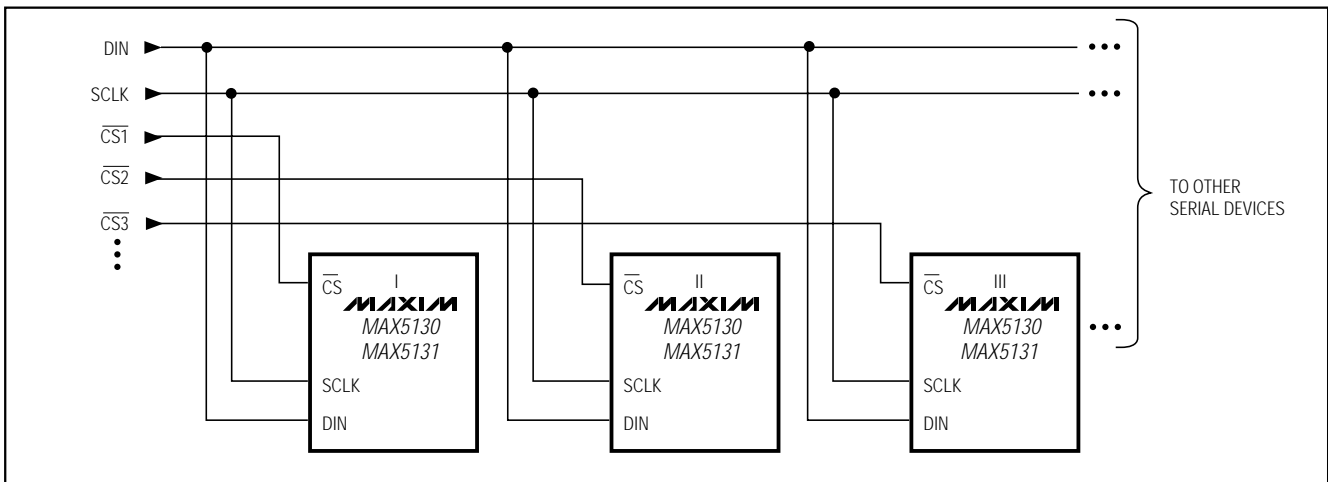 DIN
SCLK
CS1
CS2
CS3
TO OTHER
SERIAL DEVICES
CS
I
MAXIM
MAX5130
MAX5131
SCLK
DIN
CS
II
MAXIM
MAX5130
MAX5131
SCLK
DIN
CS
III
MAXIM
MAX5130
MAX5131
SCLK
DIN